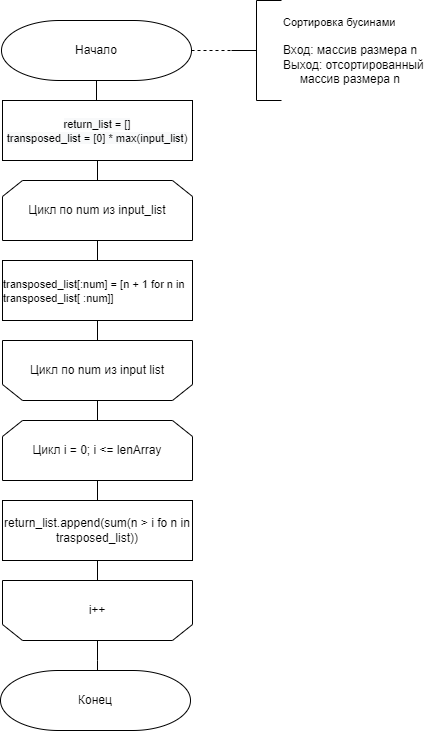 Начало
Сортировка бусинами
Вход: массив размера n
Выход: отсортированный
массив размера n
return_list = []
transposed_list = [0] * max(input_list)
Цикл по num из input_list
transposed_list[:num] = [n + 1 for n in
transposed_list[ :num]]
Цикл по num из input list
Цикл i = 0; i <= lenArray
return_list.append(sum(n > i fo n in
trasposed_list))
i++
Конец